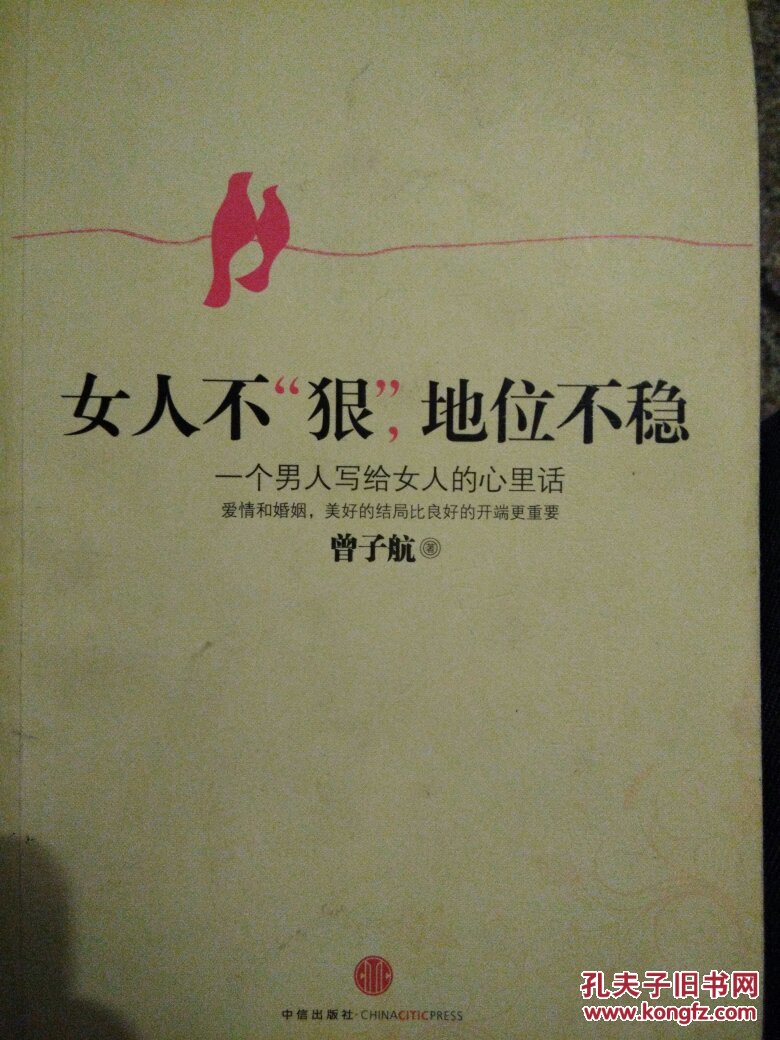 女人不“狠”，地位不稳
一个男人写给女人的心里话
爱情和婚姻，美好的结局比良好的开端更重要
曾子航 著
中信出版社·CHINACITICPRESS
孔夫子旧书网
www.kongfz.com